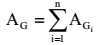 A_G = \sum_{i=1}^{n} A_{G_i}